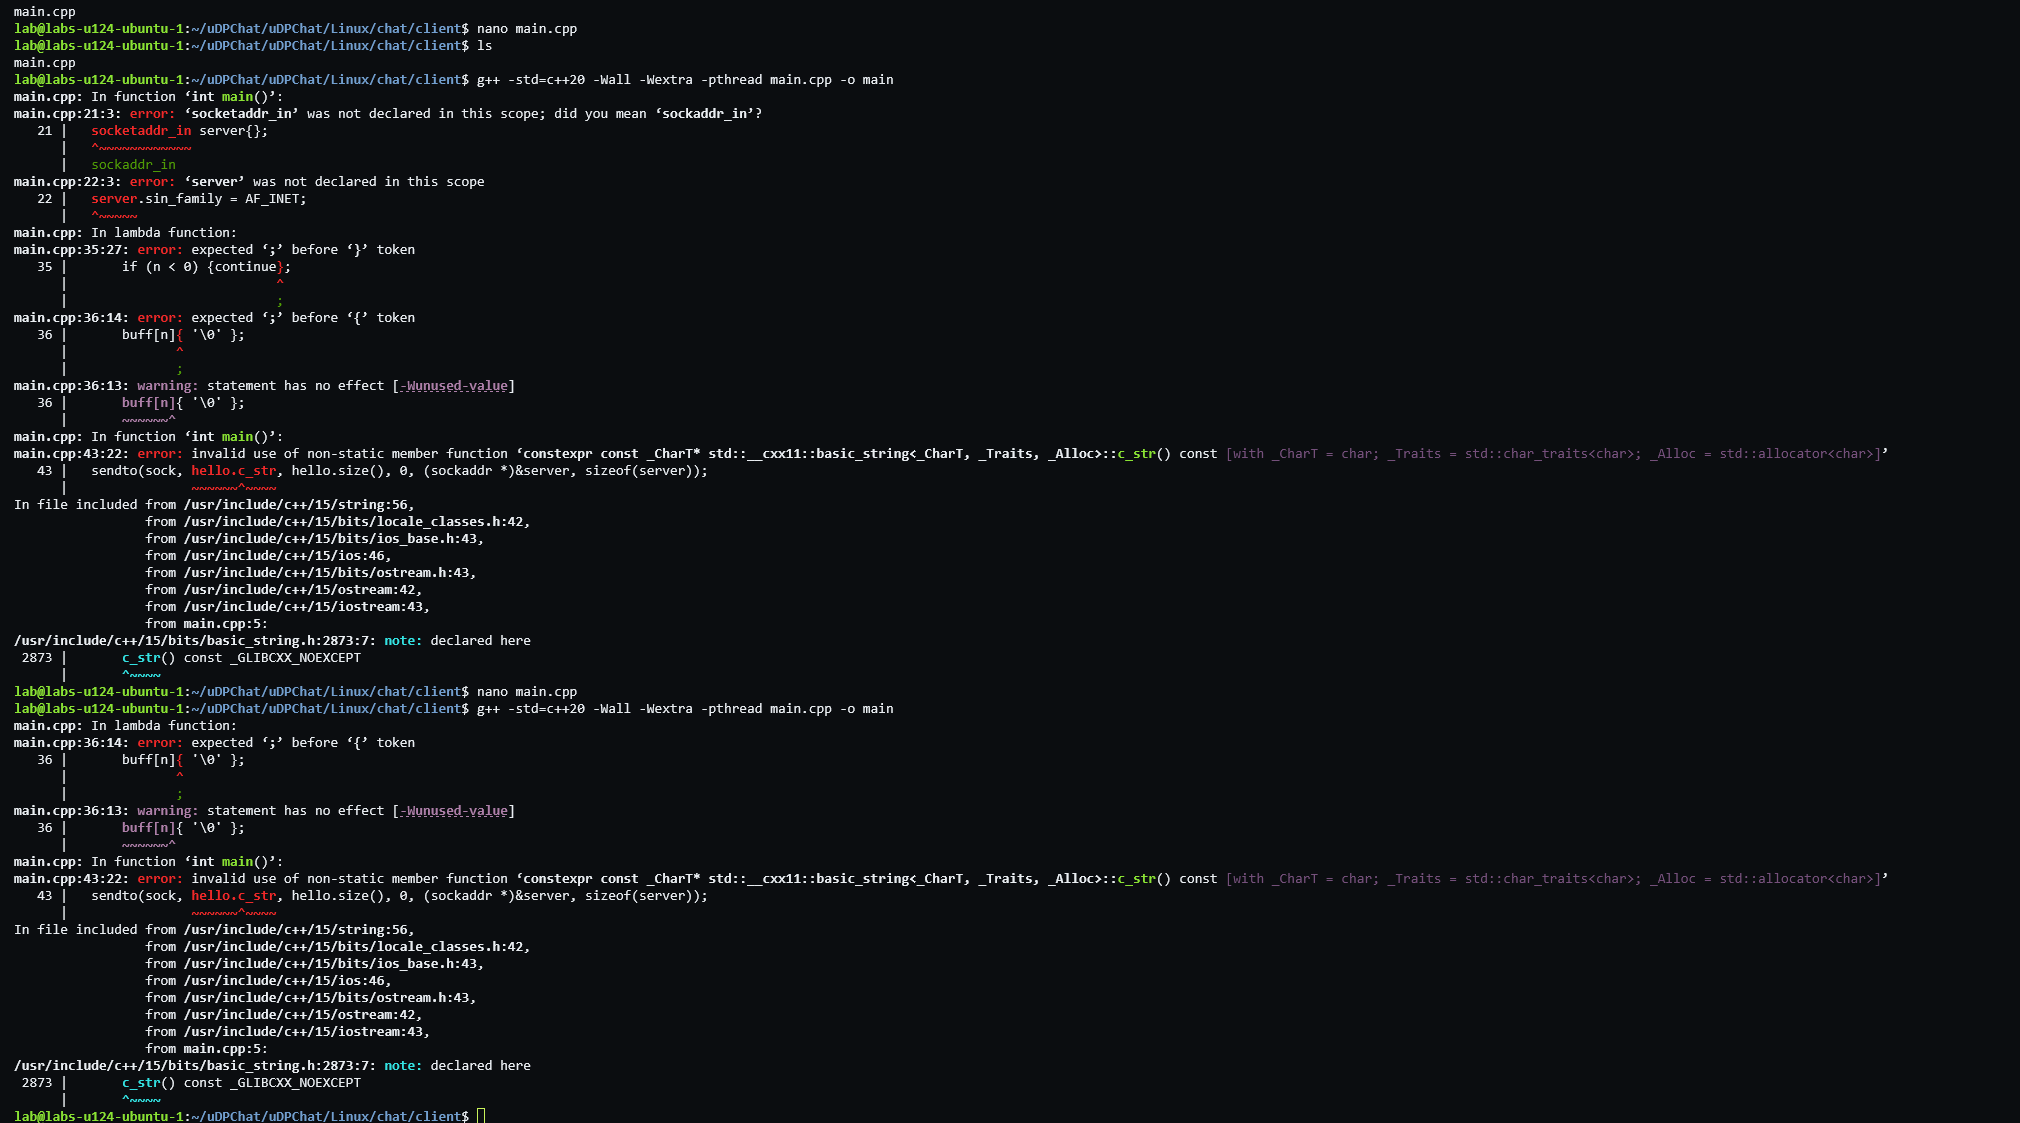 main.cpp
lab@labs-u124-ubuntu-1:~/uDPChat/uDPChat/Linux/chat/client$ nano main.cpp
lab@labs-u124-ubuntu-1:~/uDPChat/uDPChat/Linux/chat/client$ ls
main.cpp
lab@labs-u124-ubuntu-1:~/uDPChat/uDPChat/Linux/chat/client$ g++ -std=c++20 -Wall -Wextra -pthread main.cpp -o main
main.cpp: In function ‘int main()’:
main.cpp:21:3: error: ‘socketaddr_in’ was not declared in this scope; did you mean ‘sockaddr_in’?
   21 |   socketaddr_in server{};
      |   ^~~~~~~~~~~~~
      |   sockaddr_in
main.cpp:22:3: error: ‘server’ was not declared in this scope
   22 |   server.sin_family = AF_INET;
      |   ^~~~~~
main.cpp: In lambda function:
main.cpp:35:27: error: expected ‘;’ before ‘}’ token
   35 |       if (n < 0) {continue};
      |                           ^
      |                           ;
main.cpp:36:14: error: expected ‘;’ before ‘{’ token
   36 |       buff[n]{ '\0' };
      |              ^
      |              ;
main.cpp:36:13: warning: statement has no effect [-Wunused-value]
   36 |       buff[n]{ '\0' };
      |       ~~~~~~^
main.cpp: In function ‘int main()’:
main.cpp:43:22: error: invalid use of non-static member function ‘constexpr const _CharT* std::__cxx11::basic_string<_CharT, _Traits, _Alloc>::c_str() const [with _CharT = char; _Traits = std::char_traits<char>; _Alloc = std::allocator<char>]’
   43 |   sendto(sock, hello.c_str, hello.size(), 0, (sockaddr *)&server, sizeof(server));
      |                ~~~~~~^~~~~
In file included from /usr/include/c++/15/string:56,
                 from /usr/include/c++/15/bits/locale_classes.h:42,
                 from /usr/include/c++/15/bits/ios_base.h:43,
                 from /usr/include/c++/15/ios:46,
                 from /usr/include/c++/15/bits/ostream.h:43,
                 from /usr/include/c++/15/ostream:42,
                 from /usr/include/c++/15/iostream:43,
                 from main.cpp:5:
/usr/include/c++/15/bits/basic_string.h:2873:7: note: declared here
 2873 |       c_str() const _GLIBCXX_NOEXCEPT
      |       ^~~~~
lab@labs-u124-ubuntu-1:~/uDPChat/uDPChat/Linux/chat/client$ nano main.cpp
lab@labs-u124-ubuntu-1:~/uDPChat/uDPChat/Linux/chat/client$ g++ -std=c++20 -Wall -Wextra -pthread main.cpp -o main
main.cpp: In lambda function:
main.cpp:36:14: error: expected ‘;’ before ‘{’ token
   36 |       buff[n]{ '\0' };
      |              ^
      |              ;
main.cpp:36:13: warning: statement has no effect [-Wunused-value]
   36 |       buff[n]{ '\0' };
      |       ~~~~~~^
main.cpp: In function ‘int main()’:
main.cpp:43:22: error: invalid use of non-static member function ‘constexpr const _CharT* std::__cxx11::basic_string<_CharT, _Traits, _Alloc>::c_str() const [with _CharT = char; _Traits = std::char_traits<char>; _Alloc = std::allocator<char>]’
   43 |   sendto(sock, hello.c_str, hello.size(), 0, (sockaddr *)&server, sizeof(server));
      |                ~~~~~~^~~~~
In file included from /usr/include/c++/15/string:56,
                 from /usr/include/c++/15/bits/locale_classes.h:42,
                 from /usr/include/c++/15/bits/ios_base.h:43,
                 from /usr/include/c++/15/ios:46,
                 from /usr/include/c++/15/bits/ostream.h:43,
                 from /usr/include/c++/15/ostream:42,
                 from /usr/include/c++/15/iostream:43,
                 from main.cpp:5:
/usr/include/c++/15/bits/basic_string.h:2873:7: note: declared here
 2873 |       c_str() const _GLIBCXX_NOEXCEPT
      |       ^~~~~
lab@labs-u124-ubuntu-1:~/uDPChat/uDPChat/Linux/chat/client$